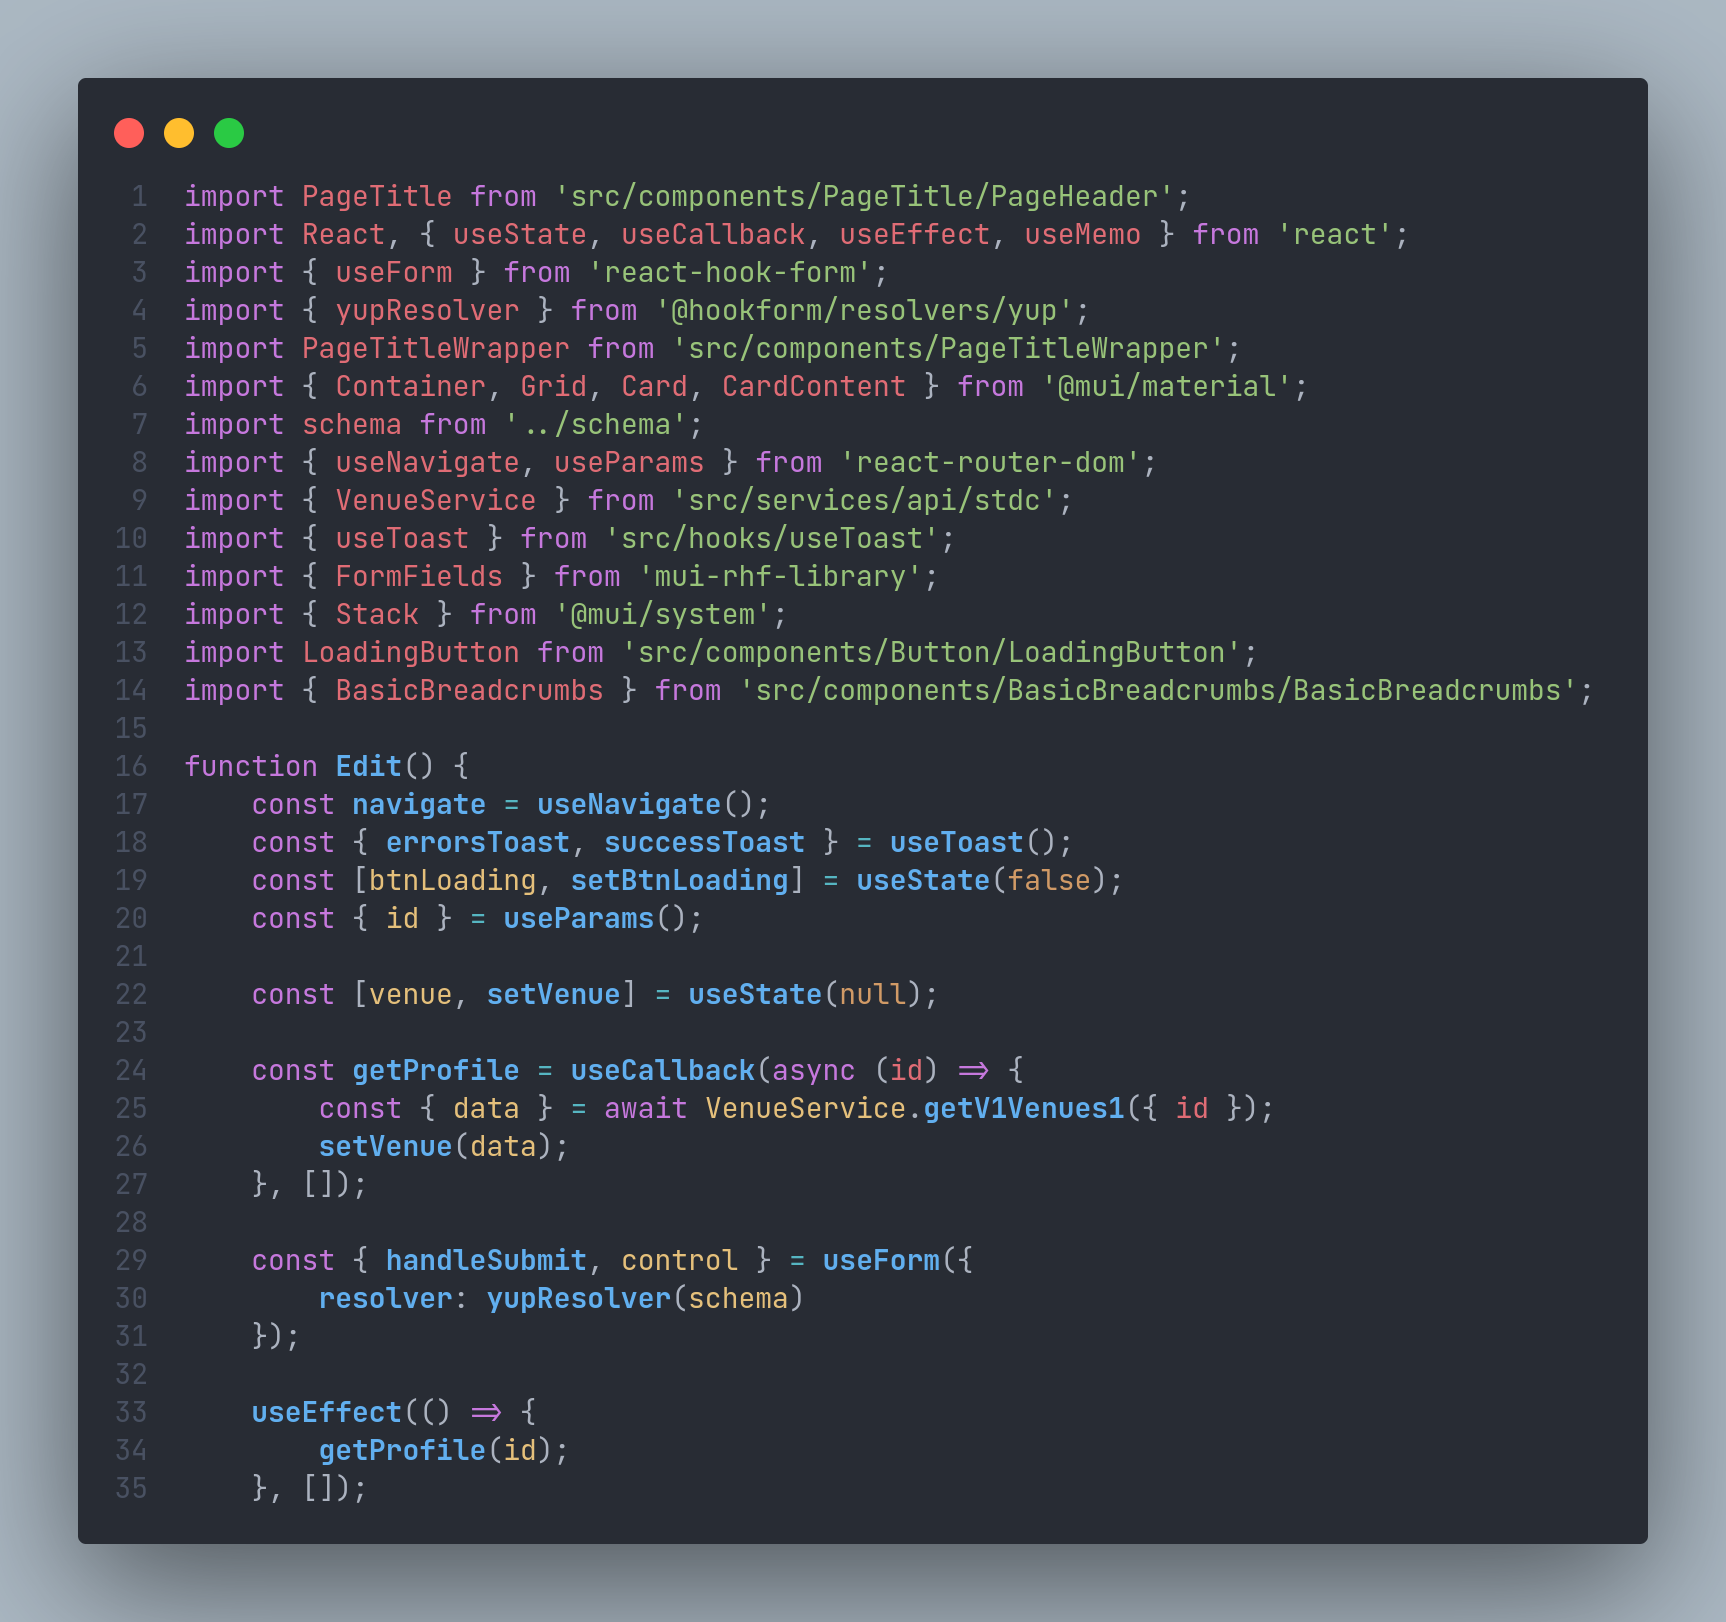 1 import PageTitle from 'src/components/PageTitle/PageHeader';
2 import React, { useState, useCallback, useEffect, useMemo } from 'react';
3 import { useForm } from 'react-hook-form';
4 import { yupResolver } from '@hookform/resolvers/yup';
5 import PageTitleWrapper from 'src/components/PageTitleWrapper';
6 import { Container, Grid, Card, CardContent } from '@mui/material';
7 import schema from '../schema';
8 import { useNavigate, useParams } from 'react-router-dom';
9 import { VenueService } from 'src/services/api/stdc';
10 import { useToast } from 'src/hooks/useToast';
11 import { FormFields } from 'mui-rhf-library';
12 import { Stack } from '@mui/system';
13 import LoadingButton from 'src/components/Button/LoadingButton';
14 import { BasicBreadcrumbs } from 'src/components/BasicBreadcrumbs/BasicBreadcrumbs';
15
16 function Edit() {
17     const navigate = useNavigate();
18     const { errorsToast, successToast } = useToast();
19     const [btnLoading, setBtnLoading] = useState(false);
20     const { id } = useParams();
21
22     const [venue, setVenue] = useState(null);
23
24     const getProfile = useCallback(async (id) => {
25         const { data } = await VenueService.getV1Venues1({ id });
26         setVenue(data);
27     }, []);
28
29     const { handleSubmit, control } = useForm({
30         resolver: yupResolver(schema)
31     });
32
33     useEffect(() => {
34         getProfile(id);
35     }, []);